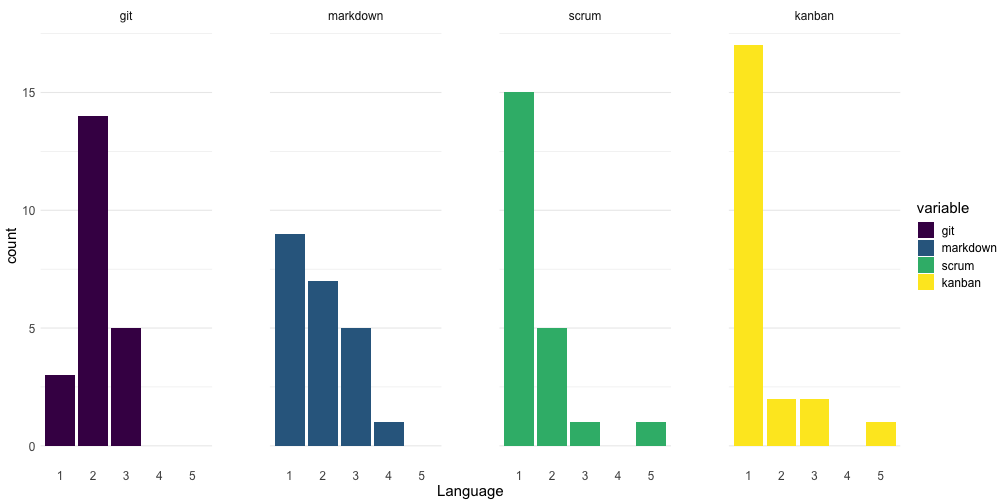 git markdown scrum kanban
15
10
5
0
count
1 2 3 4 5 1 2 3 4 5 1 2 3 4 5 1 2 3 4 5
Language
variable
git
markdown
scrum
kanban